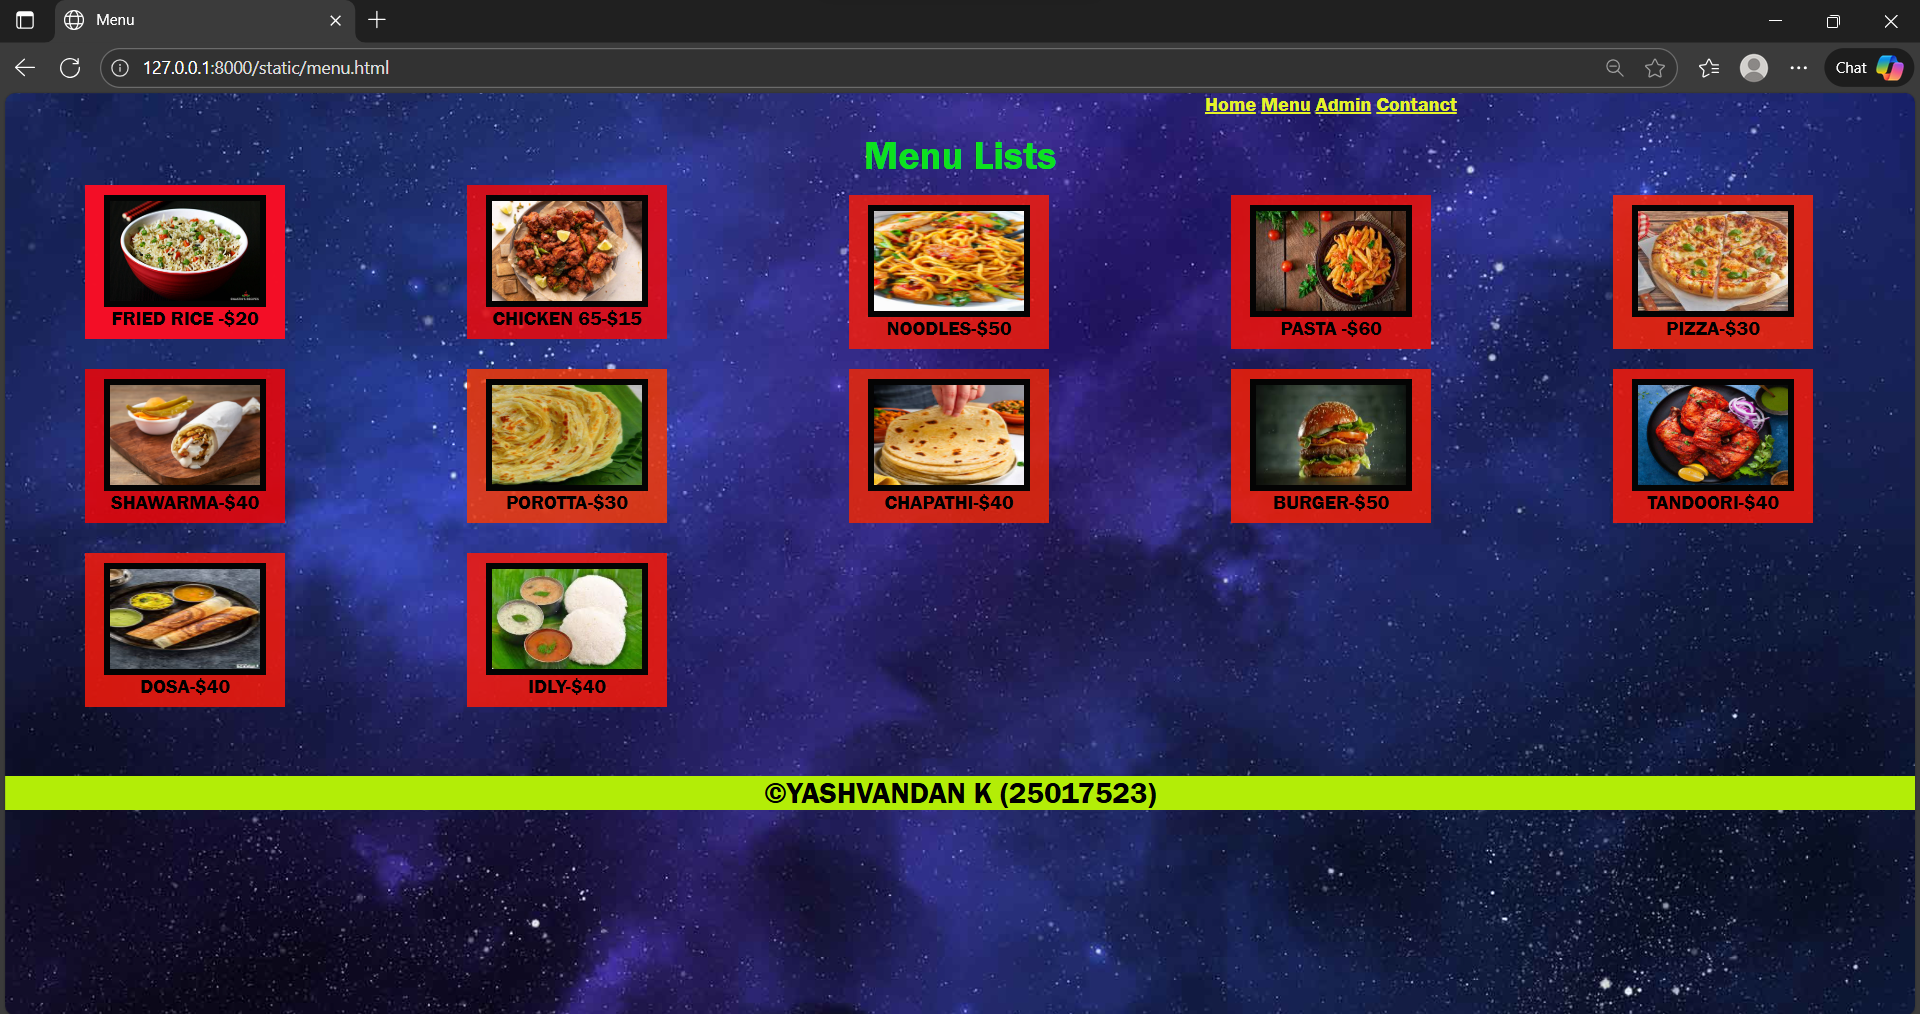 Menu
127.0.0.1:8000/static/menu.html
Chat
Home Menu Admin Contanct
Menu Lists
FRIED RICE -$20
CHICKEN 65-$15
NOODLES-$50
PASTA -$60
PIZZA-$30
SHAWARMA-$40
POROTTA-$30
CHAPATHI-$40
BURGER-$50
TANDOORI-$40
DOSA-$40
IDLY-$40
©YASHVANDAN K (25017523)